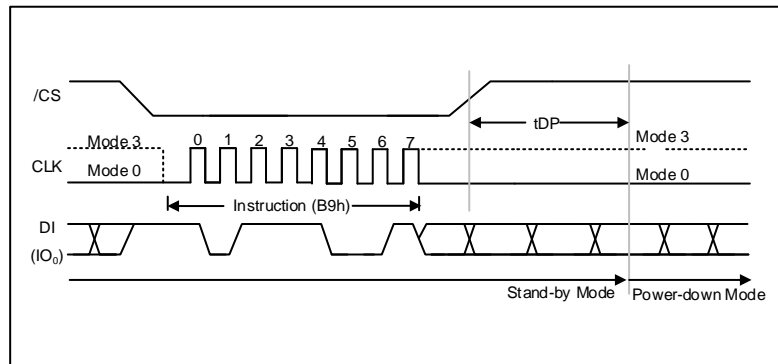 /CS
tDP
Mode 3 0 1 2 3 4 5 6 7 Mode 3
CLK Mode 0 Mode 0
Instruction (B9h)
DI
(IO₀)
Stand-by Mode Power-down Mode